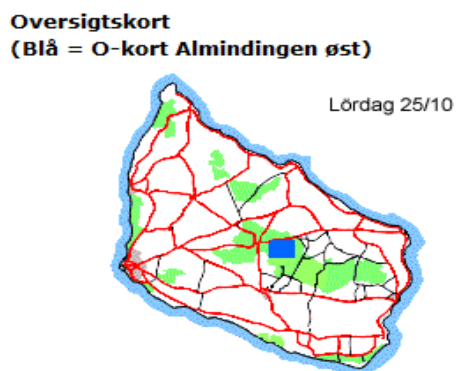 Oversigtskort
(Blå = O-kort Almindingen øst)
Lördag 25/10